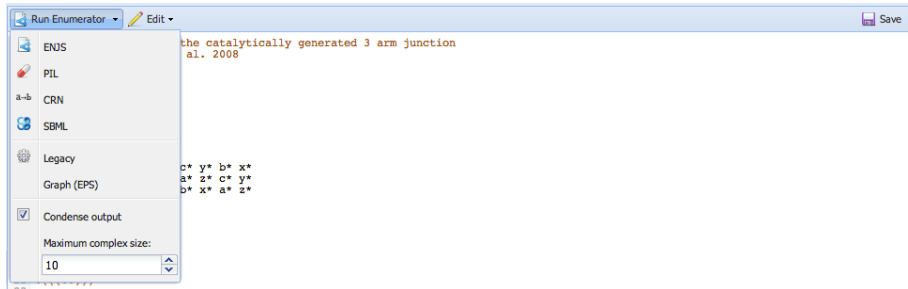 Run Enumerator Edit Save
the catalytically generated 3 arm junction
ENJS al. 2008
PIL
a→b CRN
SBML
Legacy
c* y* b* x*
a* z* c* y*
Graph (EPS) b* x* a* z*
Condense output
Maximum complex size:
10